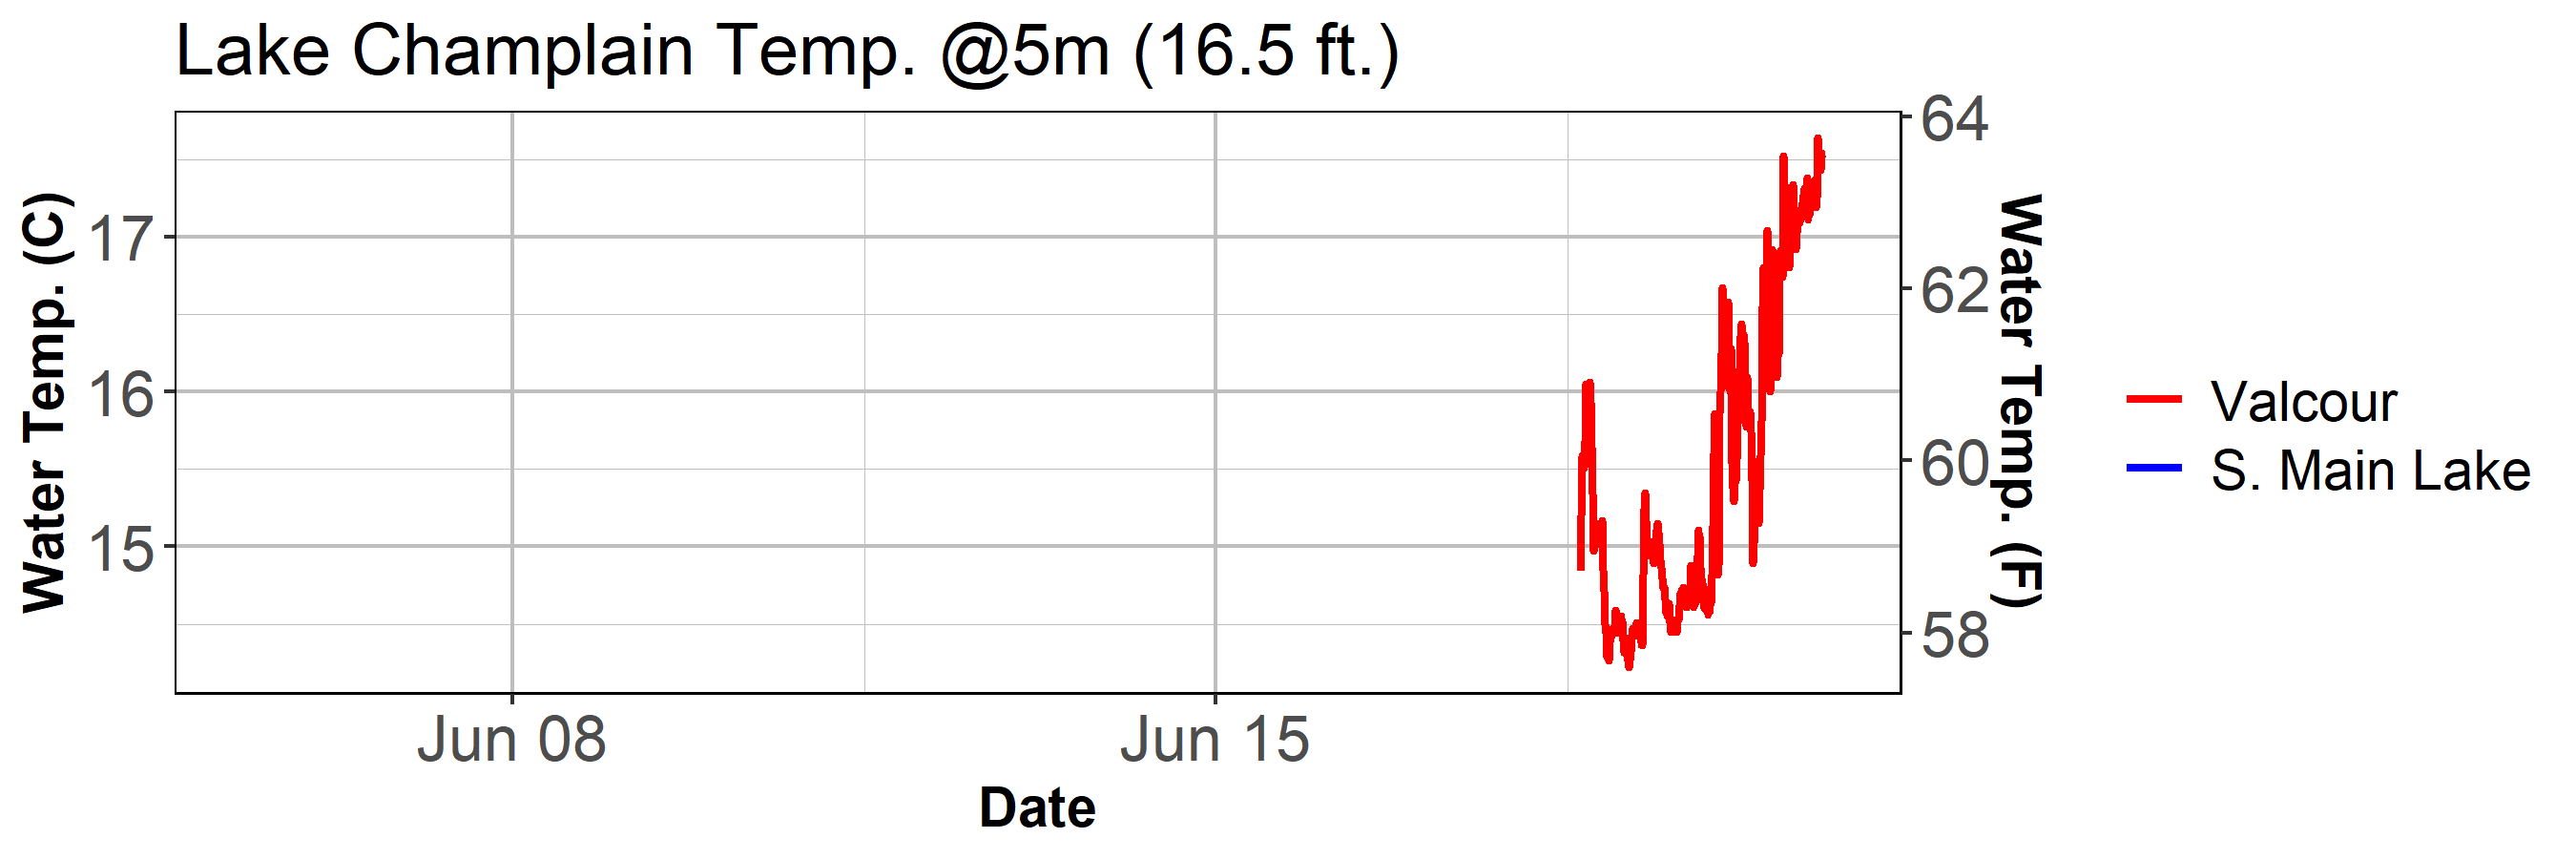 Lake Champlain Temp. @5m (16.5 ft.)
Water Temp. (C)
17
16
15
64
62
60
58
Water Temp. (F)
Jun 08
Jun 15
Date
Valcour
S. Main Lake